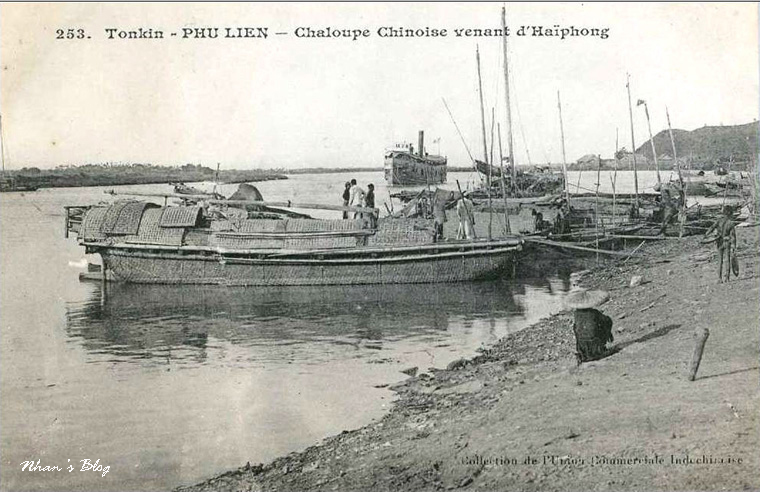 253. Tonkin - PHU LIEN — Chaloupe Chinoise venant d'Haïphong
Collection de l'Union Commerciale Indochinoise
Nhan's Blog